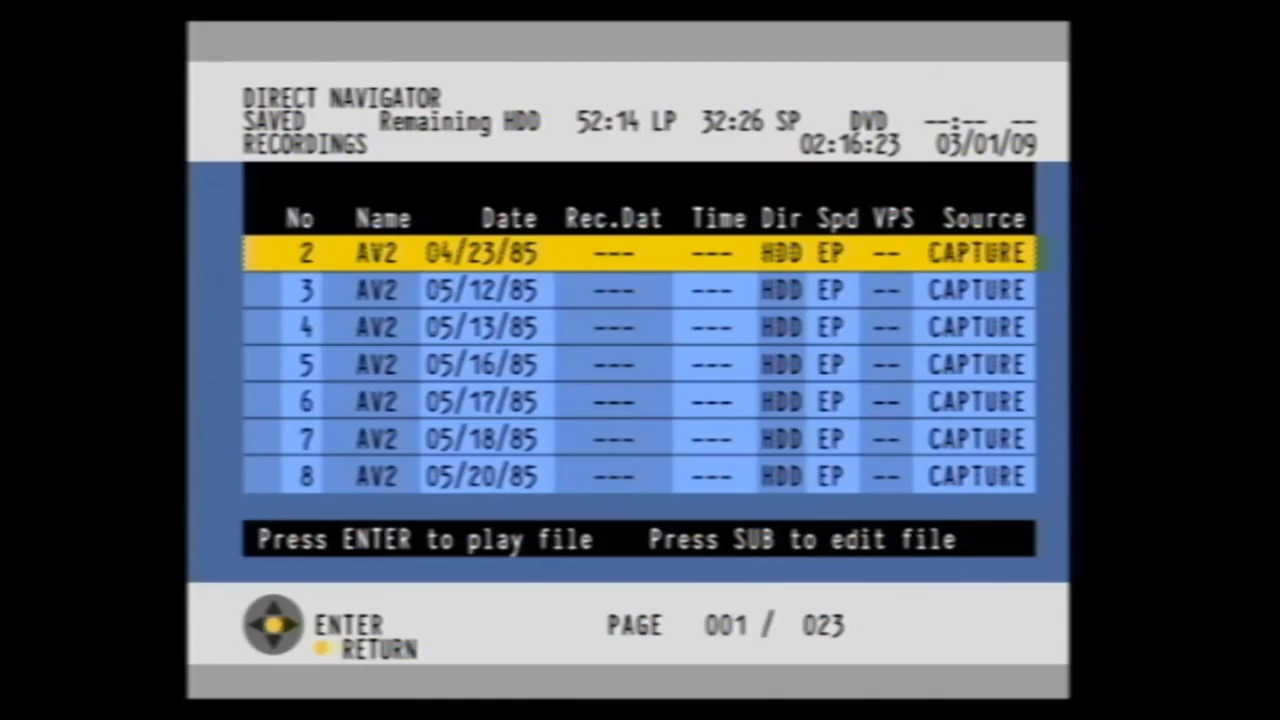 DIRECT NAVIGATOR
SAVED Remaining HDD 52:14 LP 32:26 SP DVD --:-- --
RECORDINGS 02:16:23 03/01/09
No Name Date Rec.Dat Time Dir Spd VPS Source
2 AV2 04/23/85 --- --- HDD EP -- CAPTURE
3 AV2 05/12/85 --- --- HDD EP -- CAPTURE
4 AV2 05/13/85 --- --- HDD EP -- CAPTURE
5 AV2 05/16/85 --- --- HDD EP -- CAPTURE
6 AV2 05/17/85 --- --- HDD EP -- CAPTURE
7 AV2 05/18/85 --- --- HDD EP -- CAPTURE
8 AV2 05/20/85 --- --- HDD EP -- CAPTURE
Press ENTER to play file Press SUB to edit file
ENTER PAGE 001 / 023
RETURN